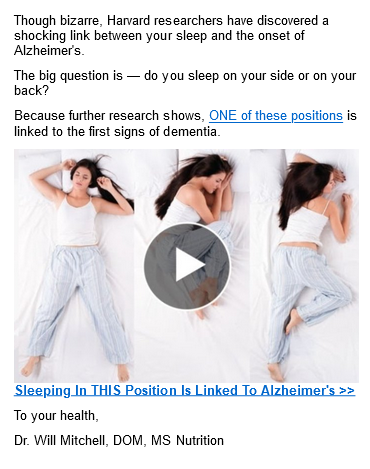 Though bizarre, Harvard researchers have discovered a
shocking link between your sleep and the onset of
Alzheimer's.
The big question is — do you sleep on your side or on your
back?
Because further research shows, ONE of these positions is
linked to the first signs of dementia.
Sleeping In THIS Position Is Linked To Alzheimer's >>
To your health,
Dr. Will Mitchell, DOM, MS Nutrition